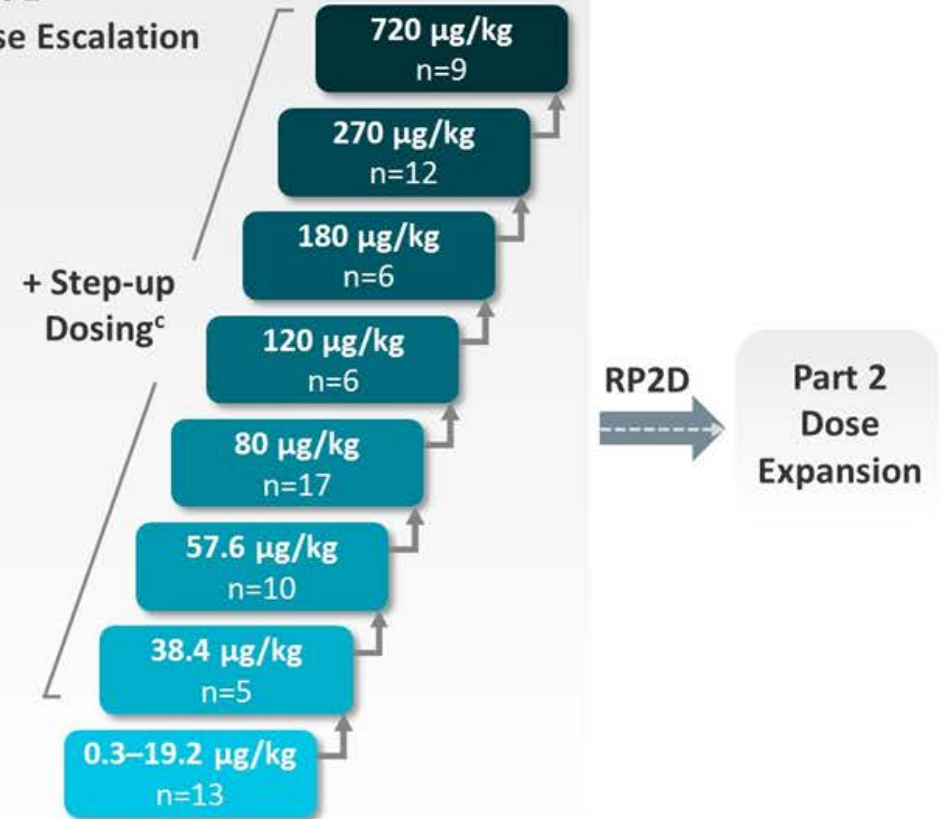 Escalation
720 µg/kg
n=9
270 µg/kg
n=12
180 µg/kg
n=6
+ Step-up
Dosingᶜ
120 µg/kg
n=6
80 µg/kg
n=17
57.6 µg/kg
n=10
38.4 µg/kg
n=5
0.3–19.2 µg/kg
n=13
RP2D
Part 2
Dose
Expansion